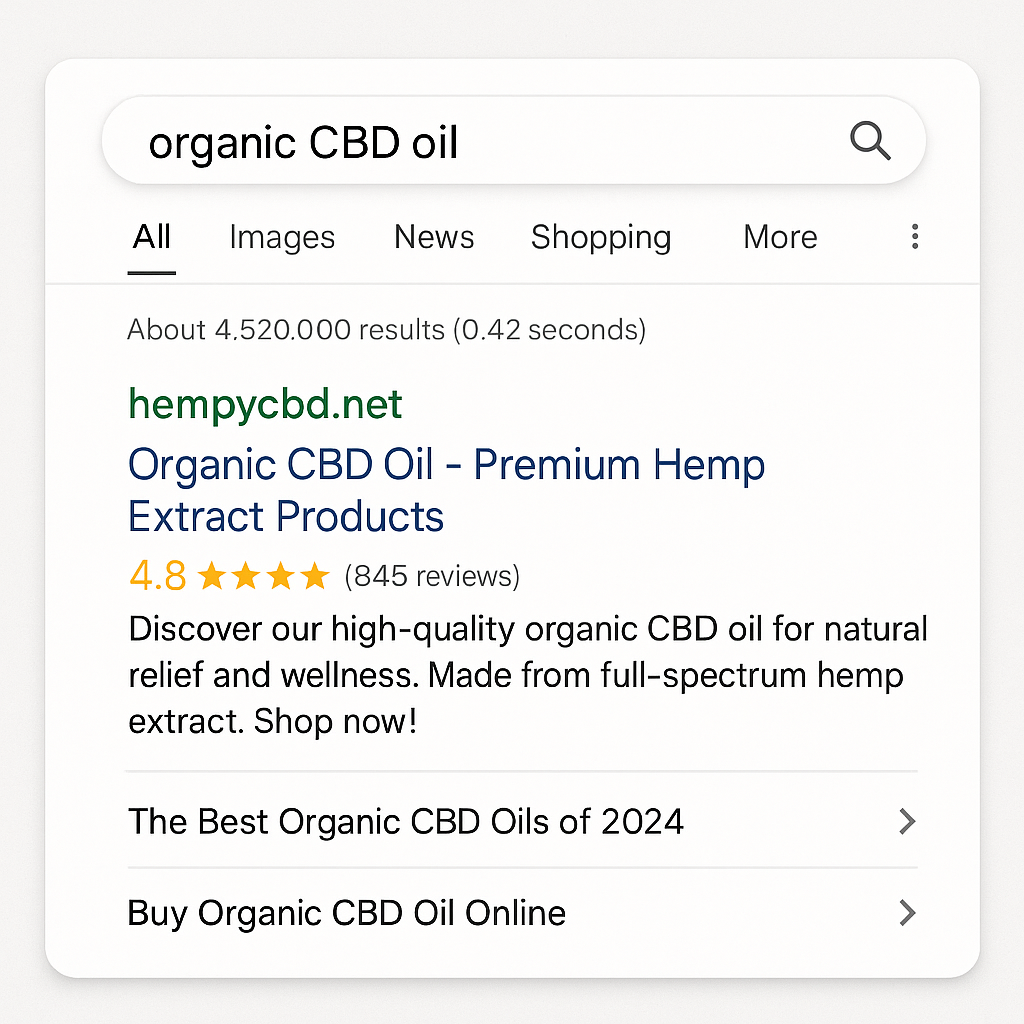 organic CBD oil
All Images News Shopping More
About 4.520.000 results (0.42 seconds)
hempycbd.net
Organic CBD Oil - Premium Hemp
Extract Products
4.8 ★★★★ (845 reviews)
Discover our high-quality organic CBD oil for natural
relief and wellness. Made from full-spectrum hemp
extract. Shop now!
The Best Organic CBD Oils of 2024
Buy Organic CBD Oil Online